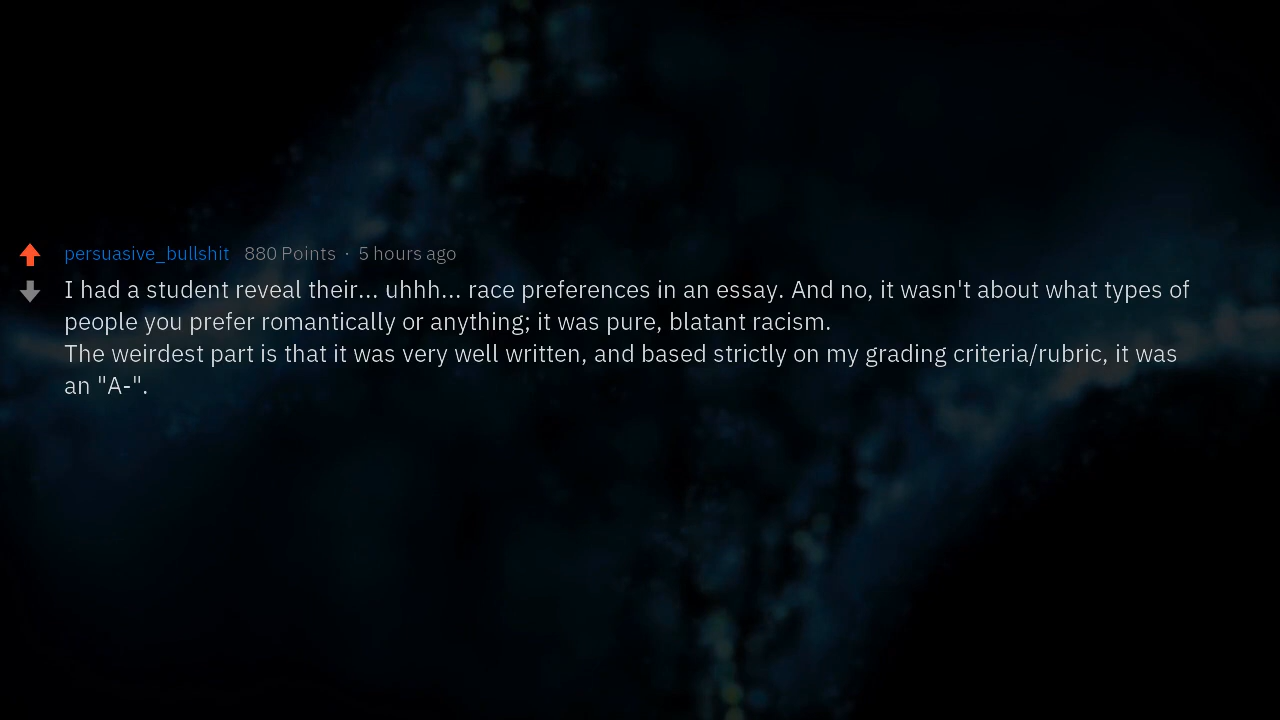 persuasive_bullshit 880 Points · 5 hours ago
I had a student reveal their... uhhh... race preferences in an essay. And no, it wasn't about what types of
people you prefer romantically or anything; it was pure, blatant racism.
The weirdest part is that it was very well written, and based strictly on my grading criteria/rubric, it was
an "A-".